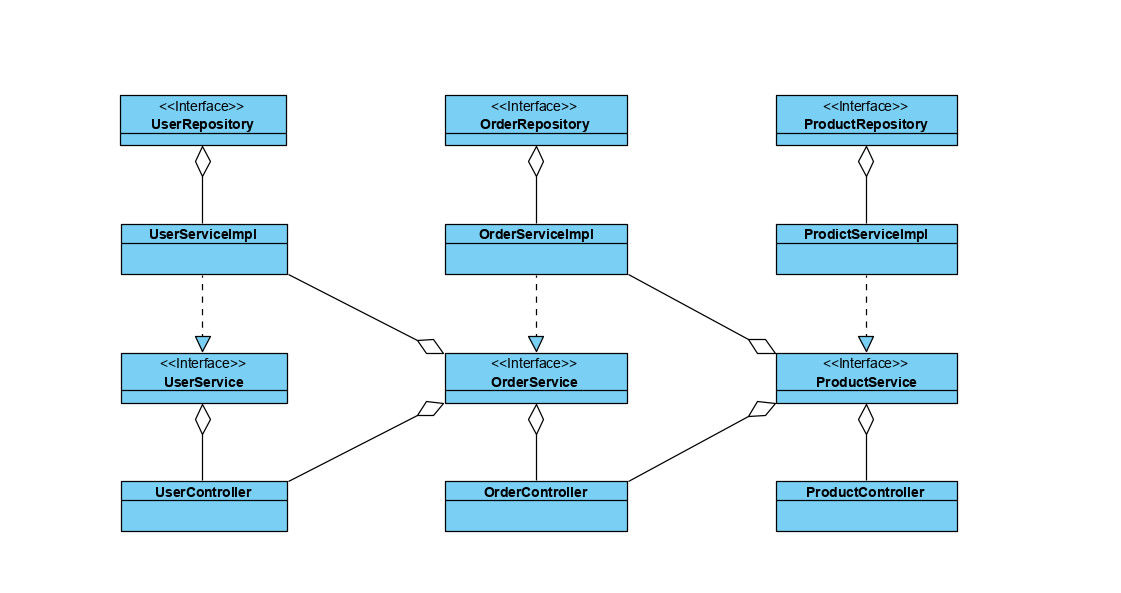 <<Interface>>
UserRepository
<<Interface>>
OrderRepository
<<Interface>>
ProductRepository
UserServiceImpl
OrderServiceImpl
ProdictServiceImpl
<<Interface>>
UserService
<<Interface>>
OrderService
<<Interface>>
ProductService
UserController
OrderController
ProductController